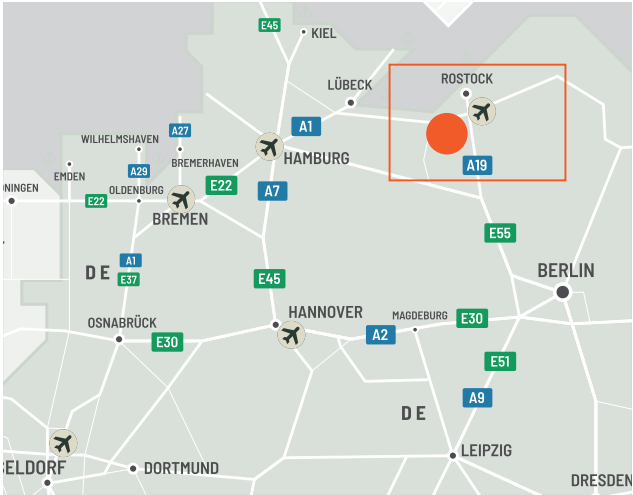 E45
KIEL
LÜBECK
ROSTOCK
A1
A27
WILHELMSHAVEN
BREMERHAVEN
HAMBURG
A19
EMDEN
A29
E22
A7
NINGEN
E22
OLDENBURG
BREMEN
E55
A1
DE
E37
E45
BERLIN
HANNOVER
OSNABRÜCK
MAGDEBURG
E30
E30
A2
E51
A9
DE
LEIPZIG
SELDORF
DORTMUND
DRESDEN